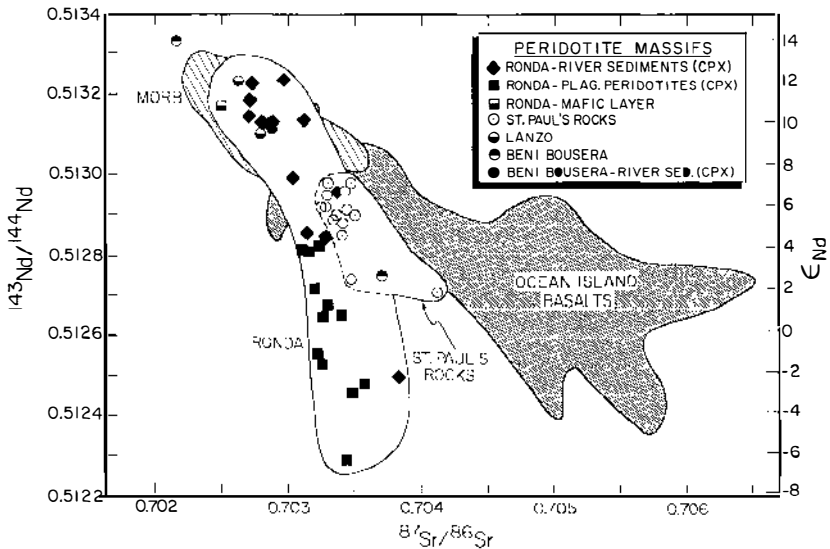 0.5134
0.5132
0.5130
0.5128
0.5126
0.5124
0.5122
143Nd/144Nd
14
12
10
8
6
4
2
0
-2
-4
-6
-8
εNd
PERIDOTITE MASSIFS
RONDA-RIVER SEDIMENTS (CPX)
RONDA-PLAG. PERIDOTITES (CPX)
RONDA-MAFIC LAYER
ST. PAUL'S ROCKS
LANZO
BENI BOUSERA
BENI BOUSERA-RIVER SED. (CPX)
MORB
OCEAN ISLAND
BASALTS
RONDA
ST. PAUL'S
ROCKS
0.702
0.703
0.704
0.705
0.706
87Sr/86Sr